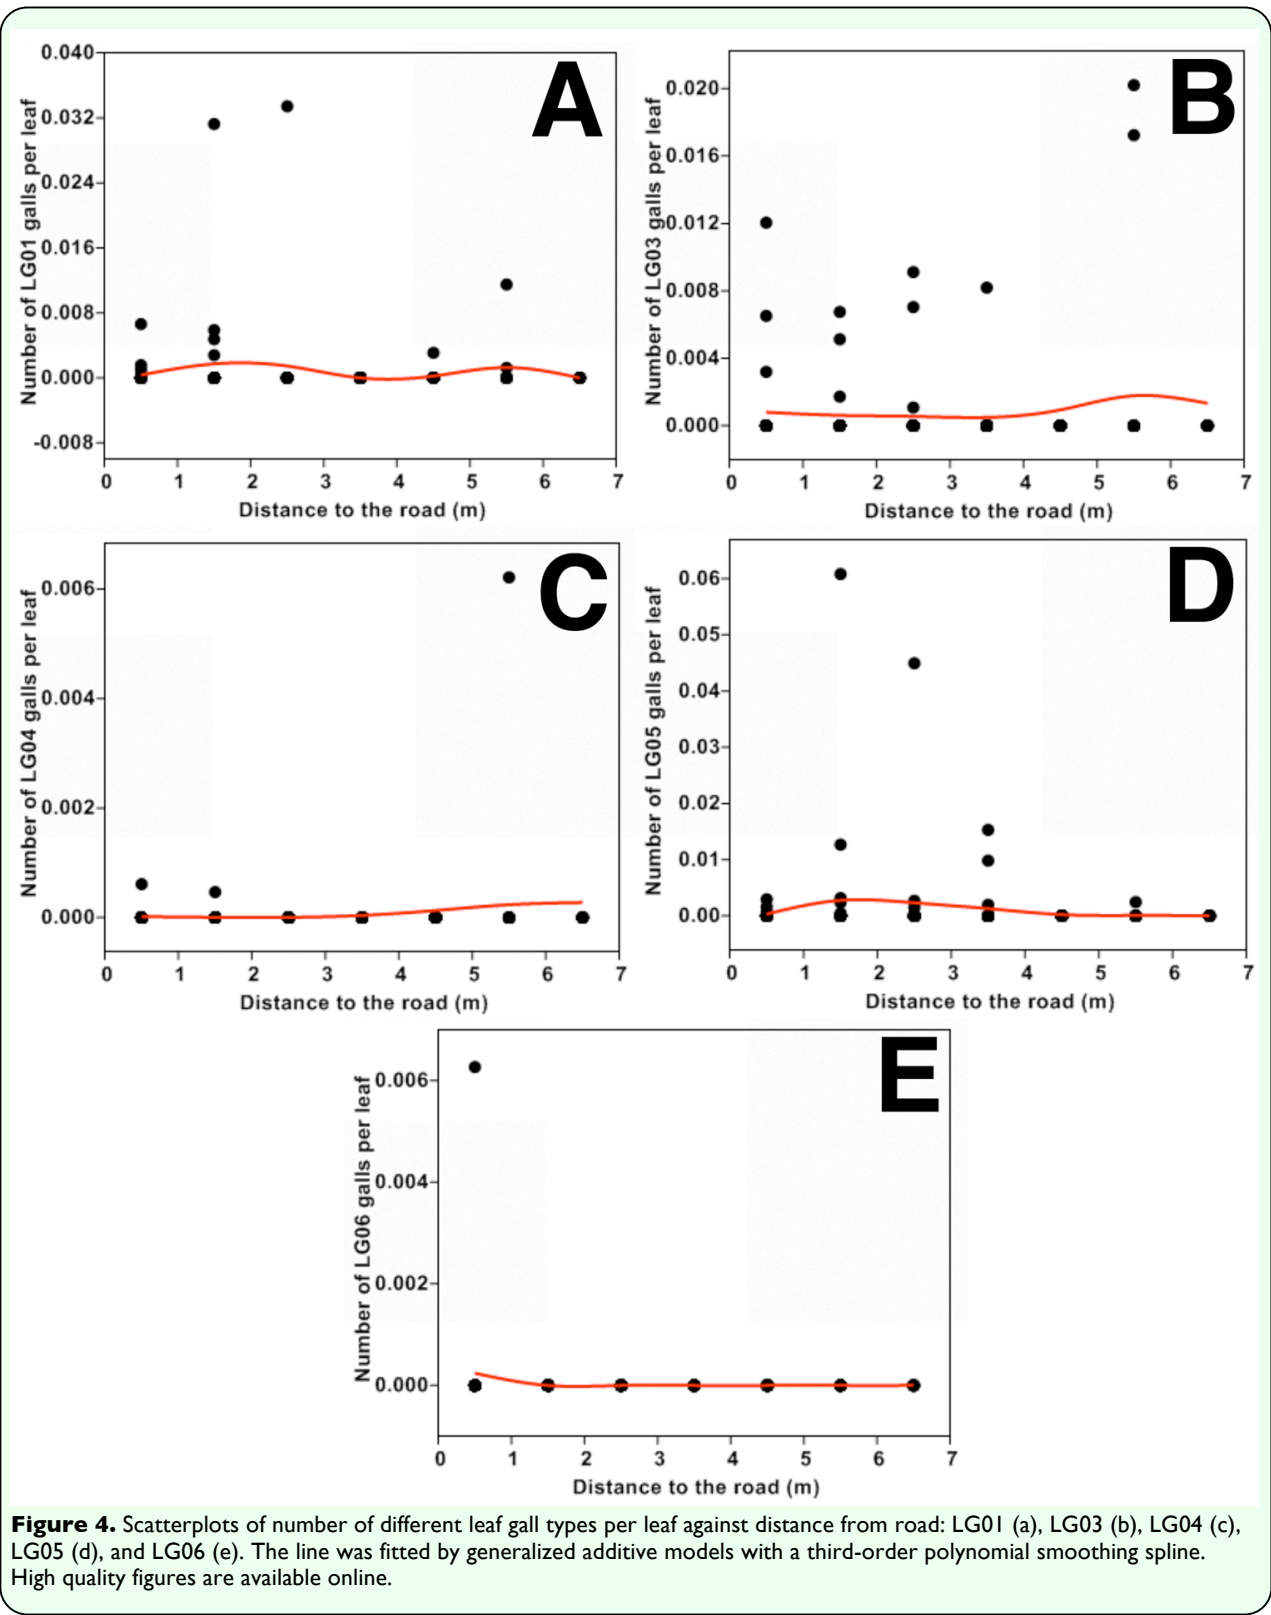 A
Number of LG01 galls per leaf
0.040
0.032
0.024
0.016
0.008
0.000
-0.008
0 1 2 3 4 5 6 7
Distance to the road (m)
B
Number of LG03 galls per leaf
0.020
0.016
0.012
0.008
0.004
0.000
0 1 2 3 4 5 6 7
Distance to the road (m)
C
Number of LG04 galls per leaf
0.006
0.004
0.002
0.000
0 1 2 3 4 5 6 7
Distance to the road (m)
D
Number of LG05 galls per leaf
0.06
0.05
0.04
0.03
0.02
0.01
0.00
0 1 2 3 4 5 6 7
Distance to the road (m)
E
Number of LG06 galls per leaf
0.006
0.004
0.002
0.000
0 1 2 3 4 5 6 7
Distance to the road (m)
Figure 4. Scatterplots of number of different leaf gall types per leaf against distance from road: LG01 (a), LG03 (b), LG04 (c),
LG05 (d), and LG06 (e). The line was fitted by generalized additive models with a third-order polynomial smoothing spline.
High quality figures are available online.